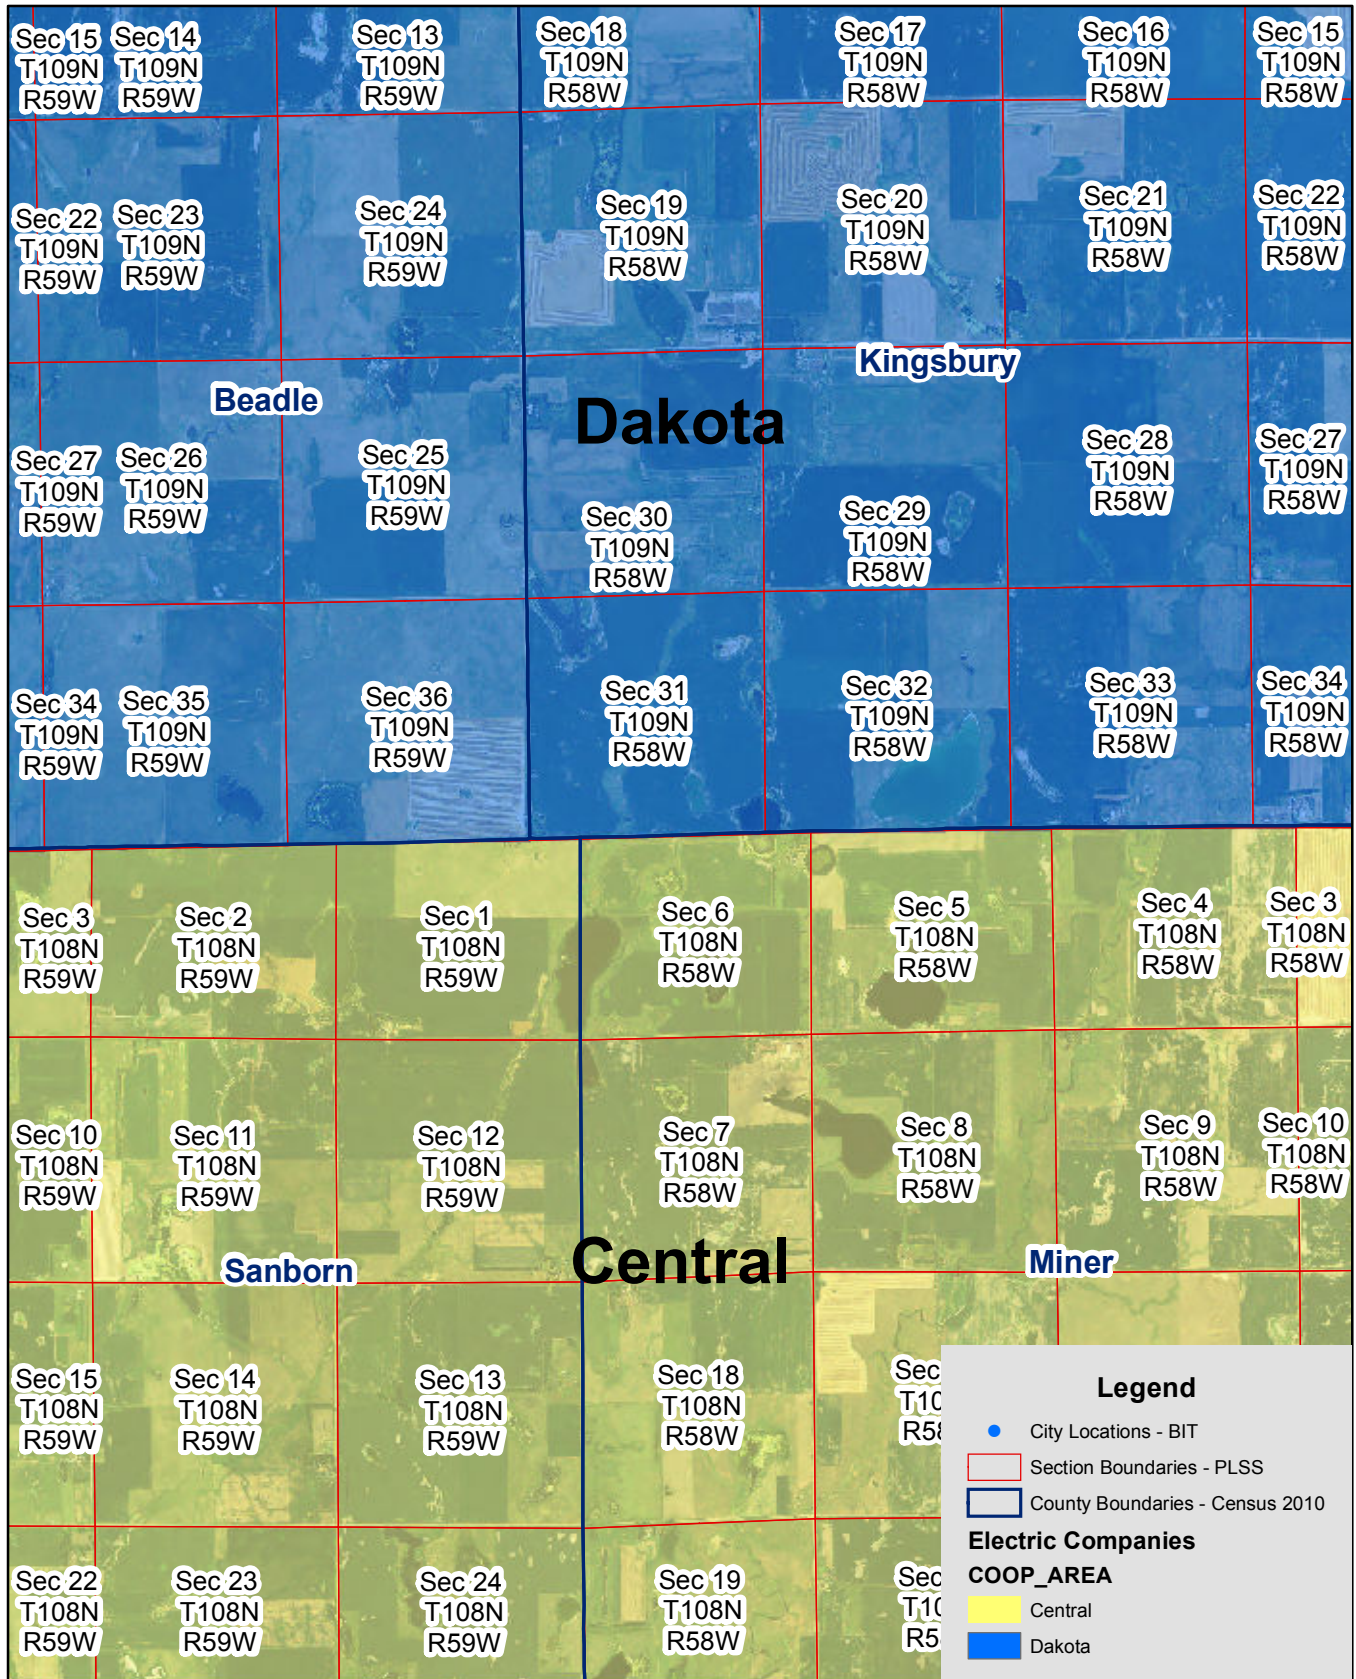 Sec 15
T109N
R59W
Sec 14
T109N
R59W
Sec 13
T109N
R59W
Sec 18
T109N
R58W
Sec 17
T109N
R58W
Sec 16
T109N
R58W
Sec 15
T109N
R58W
Sec 22
T109N
R59W
Sec 23
T109N
R59W
Sec 24
T109N
R59W
Sec 19
T109N
R58W
Sec 20
T109N
R58W
Sec 21
T109N
R58W
Sec 22
T109N
R58W
Kingsbury
Beadle
Dakota
Sec 27
T109N
R59W
Sec 26
T109N
R59W
Sec 25
T109N
R59W
Sec 30
T109N
R58W
Sec 29
T109N
R58W
Sec 28
T109N
R58W
Sec 27
T109N
R58W
Sec 34
T109N
R59W
Sec 35
T109N
R59W
Sec 36
T109N
R59W
Sec 31
T109N
R58W
Sec 32
T109N
R58W
Sec 33
T109N
R58W
Sec 34
T109N
R58W
Sec 3
T108N
R59W
Sec 2
T108N
R59W
Sec 1
T108N
R59W
Sec 6
T108N
R58W
Sec 5
T108N
R58W
Sec 4
T108N
R58W
Sec 3
T108N
R58W
Sec 10
T108N
R59W
Sec 11
T108N
R59W
Sec 12
T108N
R59W
Sec 7
T108N
R58W
Sec 8
T108N
R58W
Sec 9
T108N
R58W
Sec 10
T108N
R58W
Sanborn
Central
Miner
Sec 15
T108N
R59W
Sec 14
T108N
R59W
Sec 13
T108N
R59W
Sec 18
T108N
R58W
Sec
Sec 22
T108N
R59W
Sec 23
T108N
R59W
Sec 24
T108N
R59W
Sec 19
T108N
R58W
Legend
City Locations - BIT
Section Boundaries - PLSS
County Boundaries - Census 2010
Electric Companies
COOP_AREA
Central
Dakota